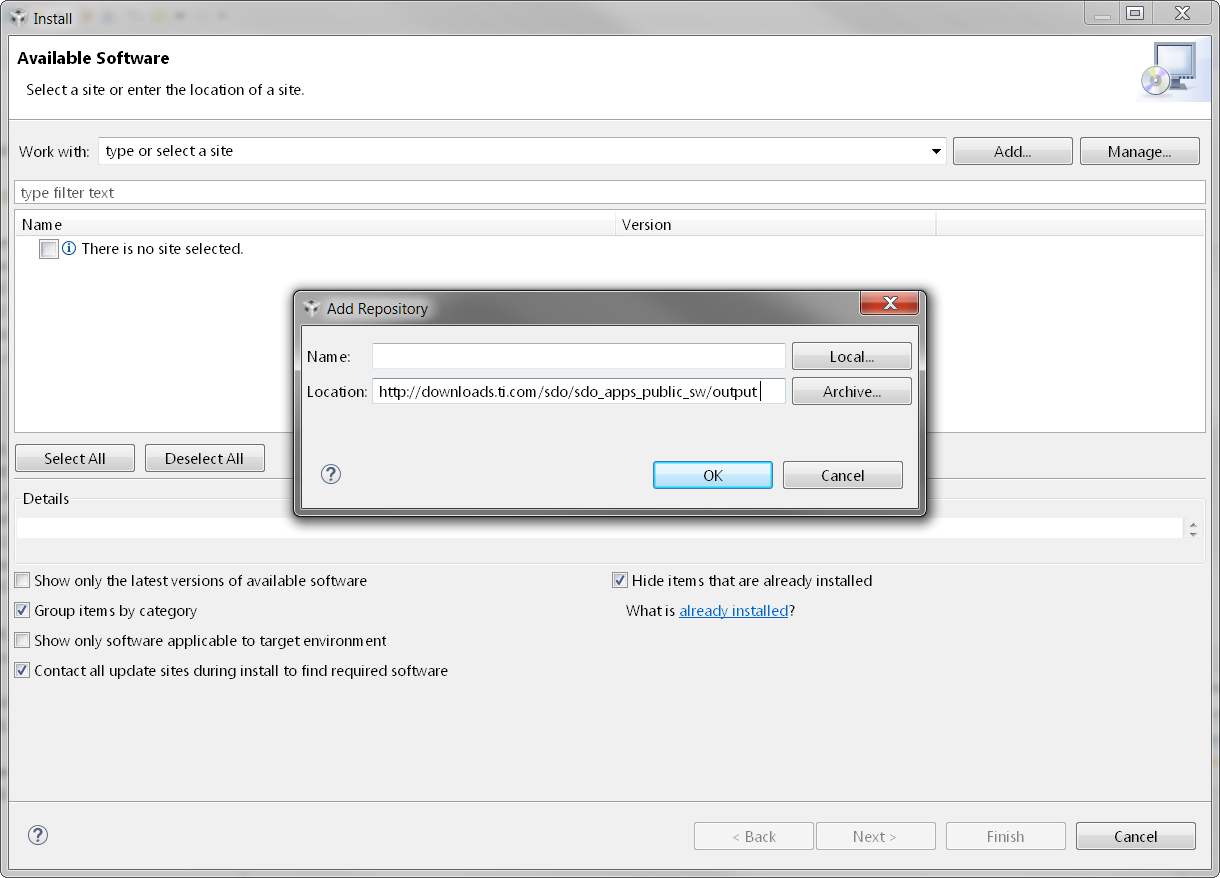 Install
Available Software
Select a site or enter the location of a site.
Work with: type or select a site Add... Manage...
type filter text
Name Version
There is no site selected.
Add Repository
Name: Local...
Location: http://downloads.ti.com/sdo/sdo_apps_public_sw/output Archive...
OK Cancel
Select All Deselect All
Details
Show only the latest versions of available software Hide items that are already installed
Group items by category What is already installed?
Show only software applicable to target environment
Contact all update sites during install to find required software
< Back Next > Finish Cancel